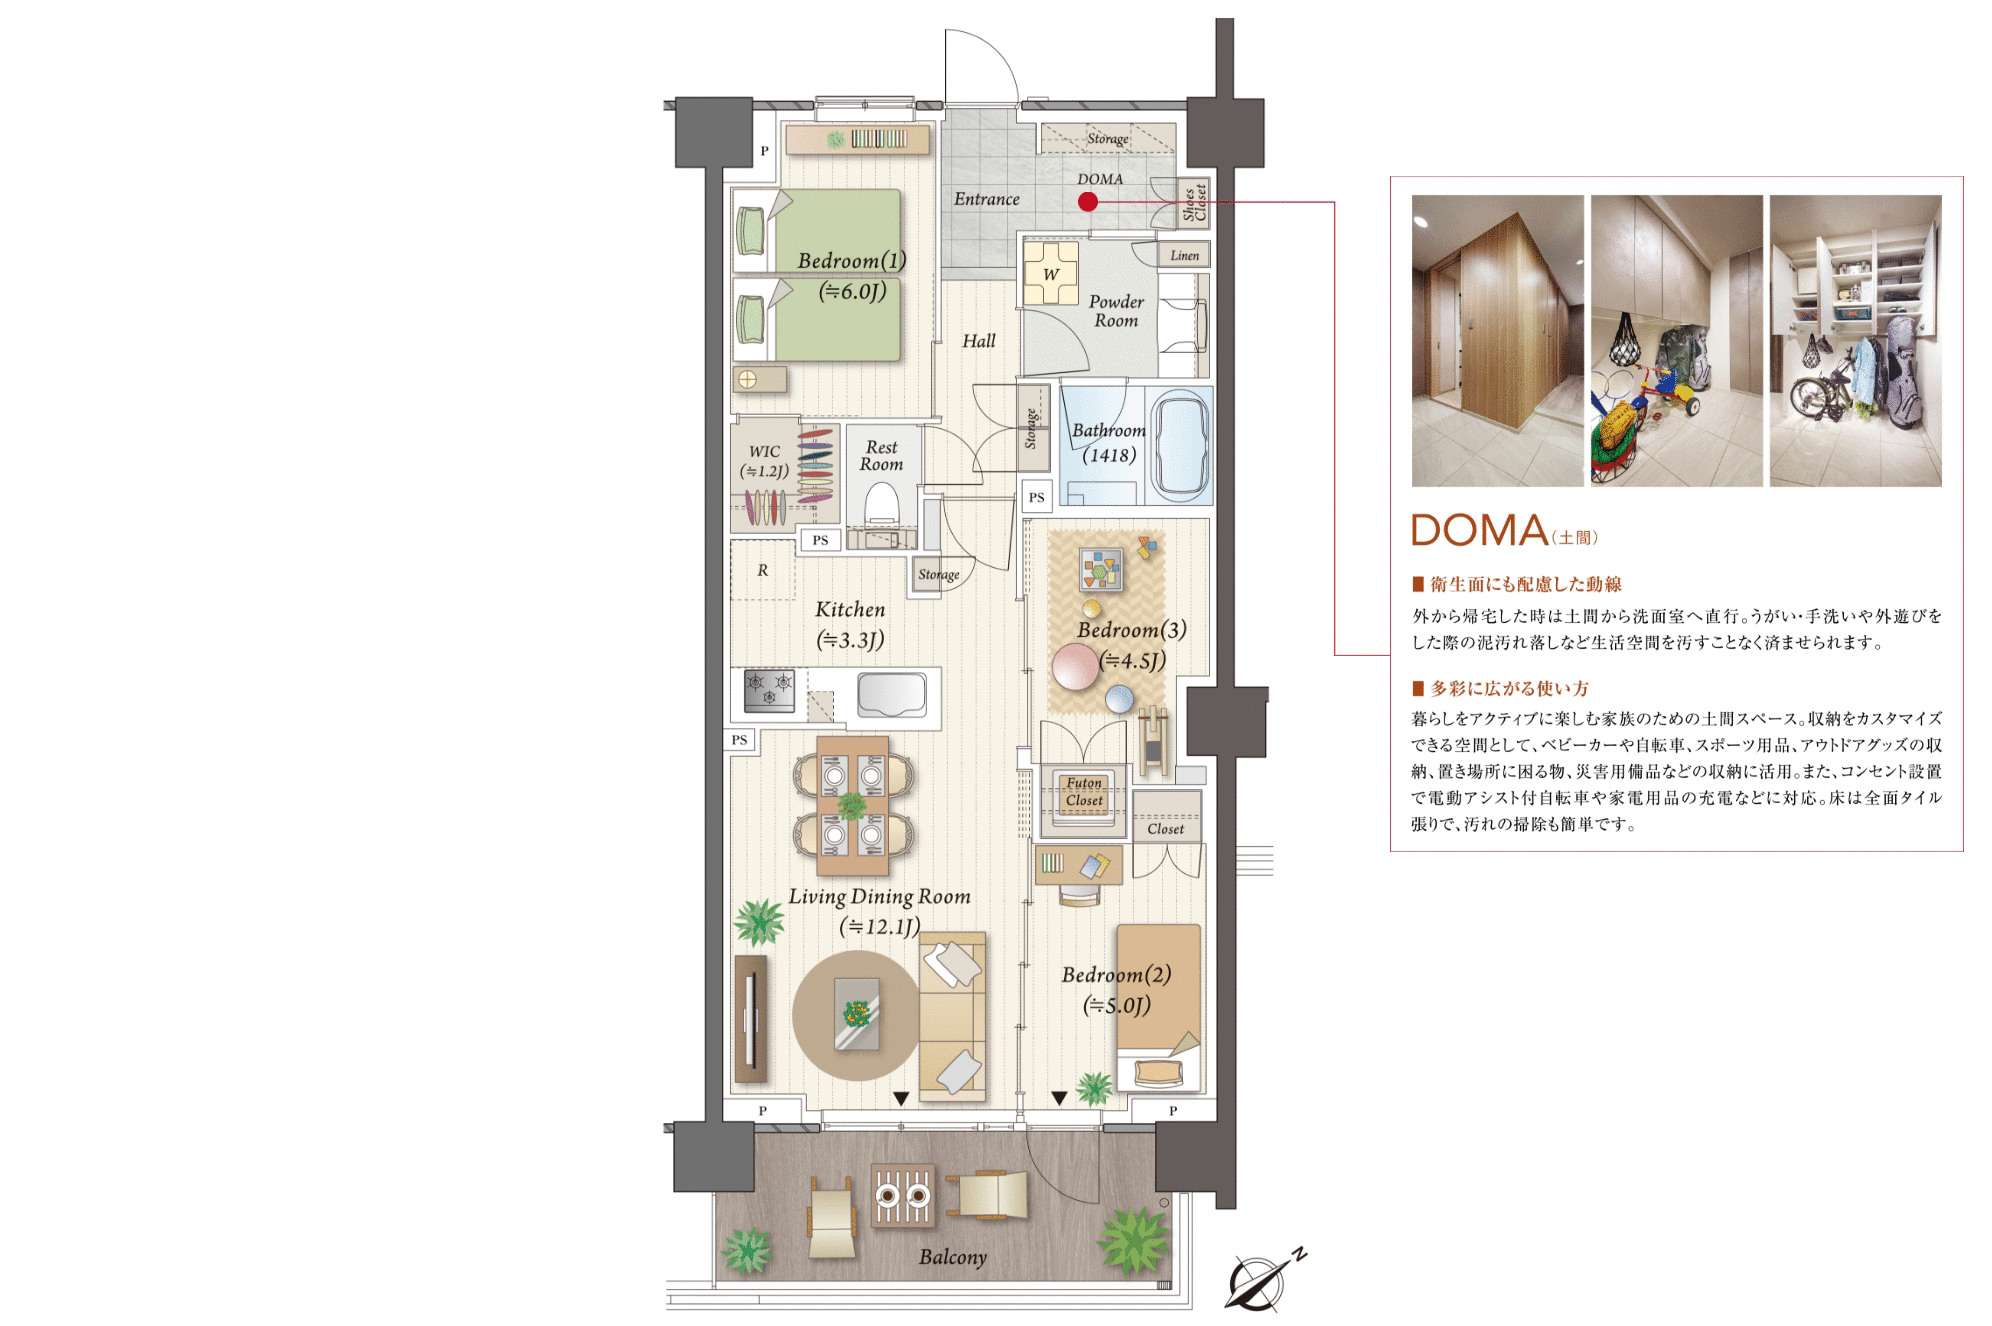 P
Storage
DOMA
Entrance
Shoes
Closet
Bedroom(1)
(≒6.0J)
W
Linen
Powder
Room
Hall
Storage
Bathroom
(1418)
WIC
(≒1.2J)
Rest
Room
PS
PS
R
Storage
Kitchen
(≒3.3J)
Bedroom(3)
(≒4.5J)
PS
Futon
Closet
Closet
Living Dining Room
(≒12.1J)
Bedroom(2)
(≒5.0J)
P
P
Balcony
N
DOMA(土間)
■ 衛生面にも配慮した動線
外から帰宅した時は土間から洗面室へ直行。うがい・手洗いや外遊びを
した際の泥汚れ落しなど生活空間を汚すことなく済ませられます。
■ 多彩に広がる使い方
暮らしをアクティブに楽しむ家族のための土間スペース。収納をカスタマイズ
できる空間として、ベビーカーや自転車、スポーツ用品、アウトドアグッズの収
納、置き場所に困る物、災害用備品などの収納に活用。また、コンセント設置
で電動アシスト付自転車や家電用品の充電などに対応。床は全面タイル
張りで、汚れの掃除も簡単です。